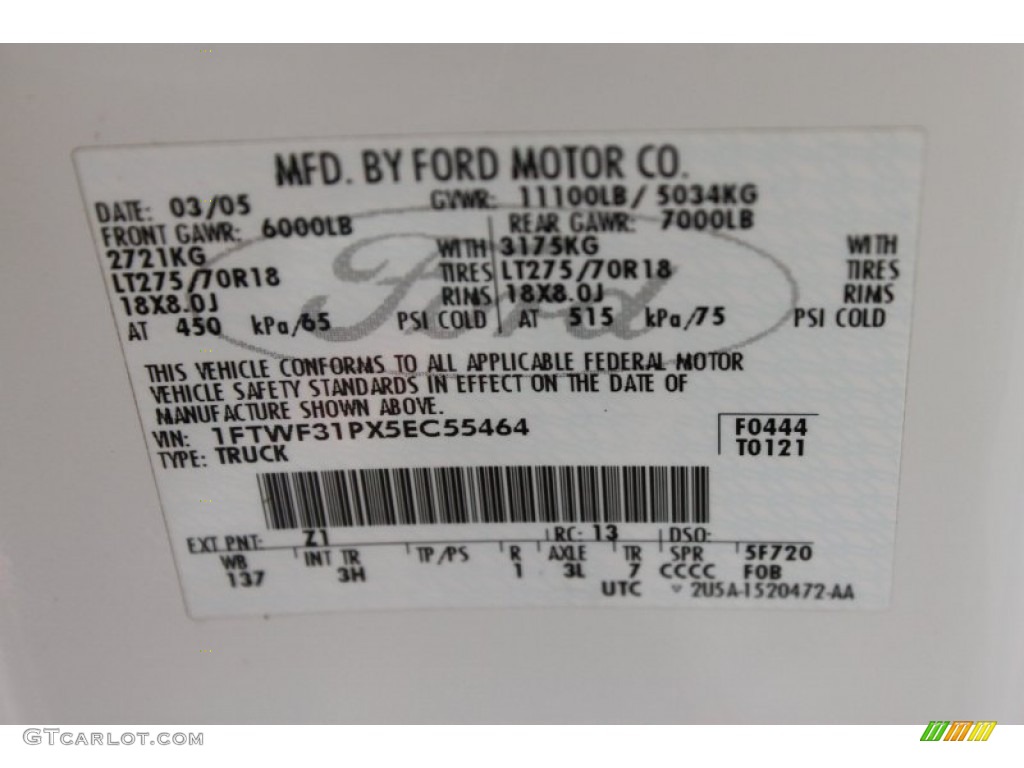 MFD. BY FORD MOTOR CO.
DATE: 03/05 GVWR: 11100LB/ 5034KG
FRONT GAWR: 6000LB REAR GAWR: 7000LB
2721KG WITH 3175KG WITH
LT275/70R18 TIRES LT275/70R18 TIRES
18X8.0J RIMS 18X8.0J RIMS
AT 450 kPa/65 PSI COLD AT 515 kPa/75 PSI COLD
Ford
THIS VEHICLE CONFORMS TO ALL APPLICABLE FEDERAL MOTOR
VEHICLE SAFETY STANDARDS IN EFFECT ON THE DATE OF
MANUFACTURE SHOWN ABOVE.
VIN: 1FTWF31PX5EC55464 F0444
TYPE: TRUCK T0121
EXT PNT: Z1 RC: 13 DSO:
WB INT TR TP/PS R AXLE TR SPR 5F720
137 3H 1 3L 7 CCCC FOB
UTC 2U5A-1520472-AA
GTCARLOT.COM